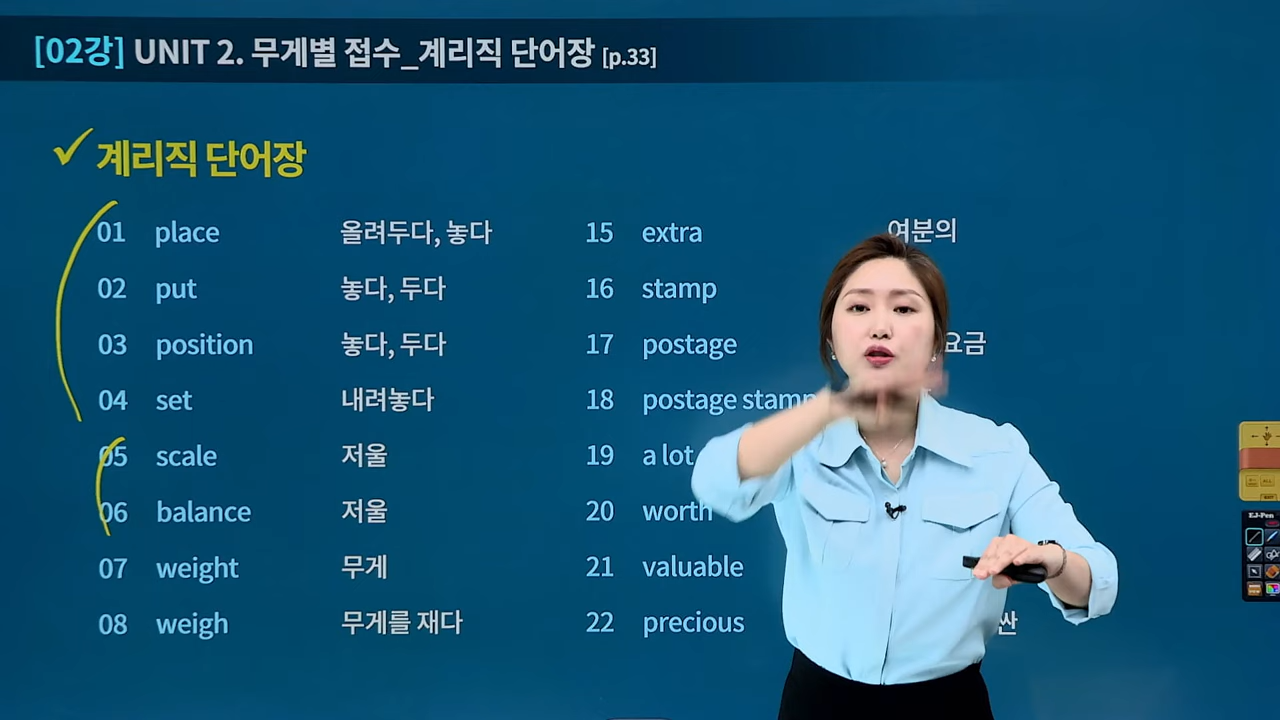 [02강] UNIT 2. 무게별 접수_계리직 단어장 [p.33]
계리직 단어장
01 place 올려두다, 놓다
02 put 놓다, 두다
03 position 놓다, 두다
04 set 내려놓다
05 scale 저울
06 balance 저울
07 weight 무게
08 weigh 무게를 재다
15 extra 여분의
16 stamp
17 postage 요금
18 postage stamp
19 a lot
20 worth
21 valuable
22 precious 싼
EJ-Pen